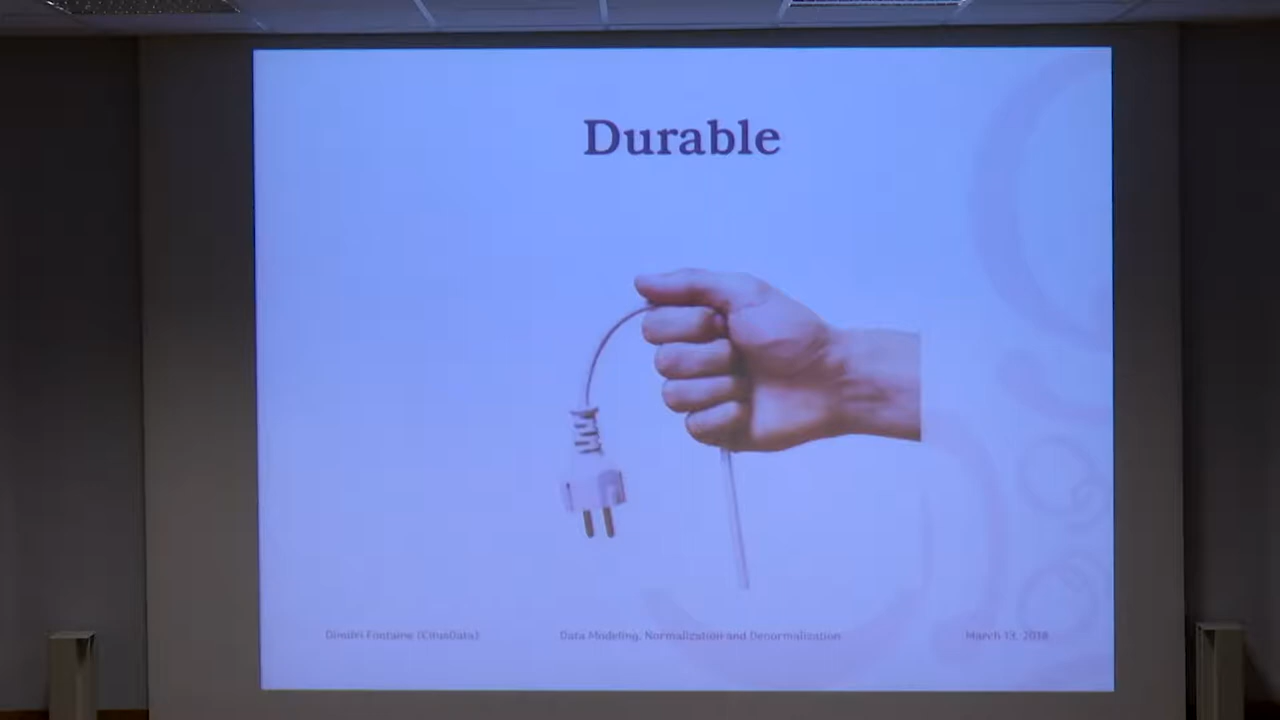 Durable
Dimitri Fontaine (CitusData)
Data Modeling, Normalization and Denormalization
March 13, 2018